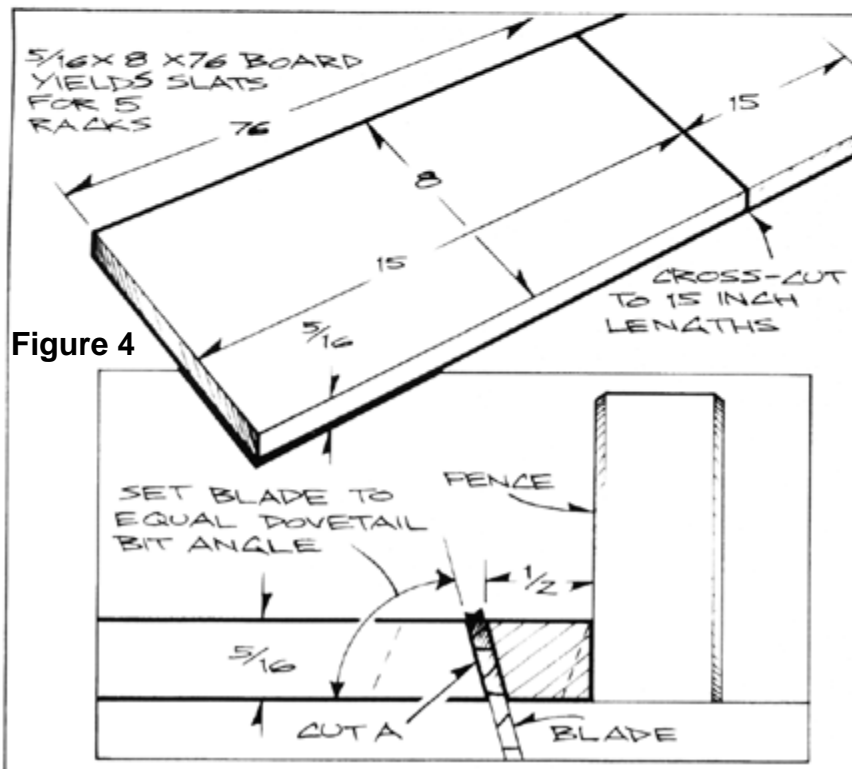 5/16 X 8 X 76 BOARD
YIELDS SLATS
FOR 5
RACKS
76
15
8
15
5/16
CROSS-CUT
TO 15 INCH
LENGTHS
Figure 4
SET BLADE TO
EQUAL DOVETAIL
BIT ANGLE
FENCE
1/2
5/16
CUT A
BLADE